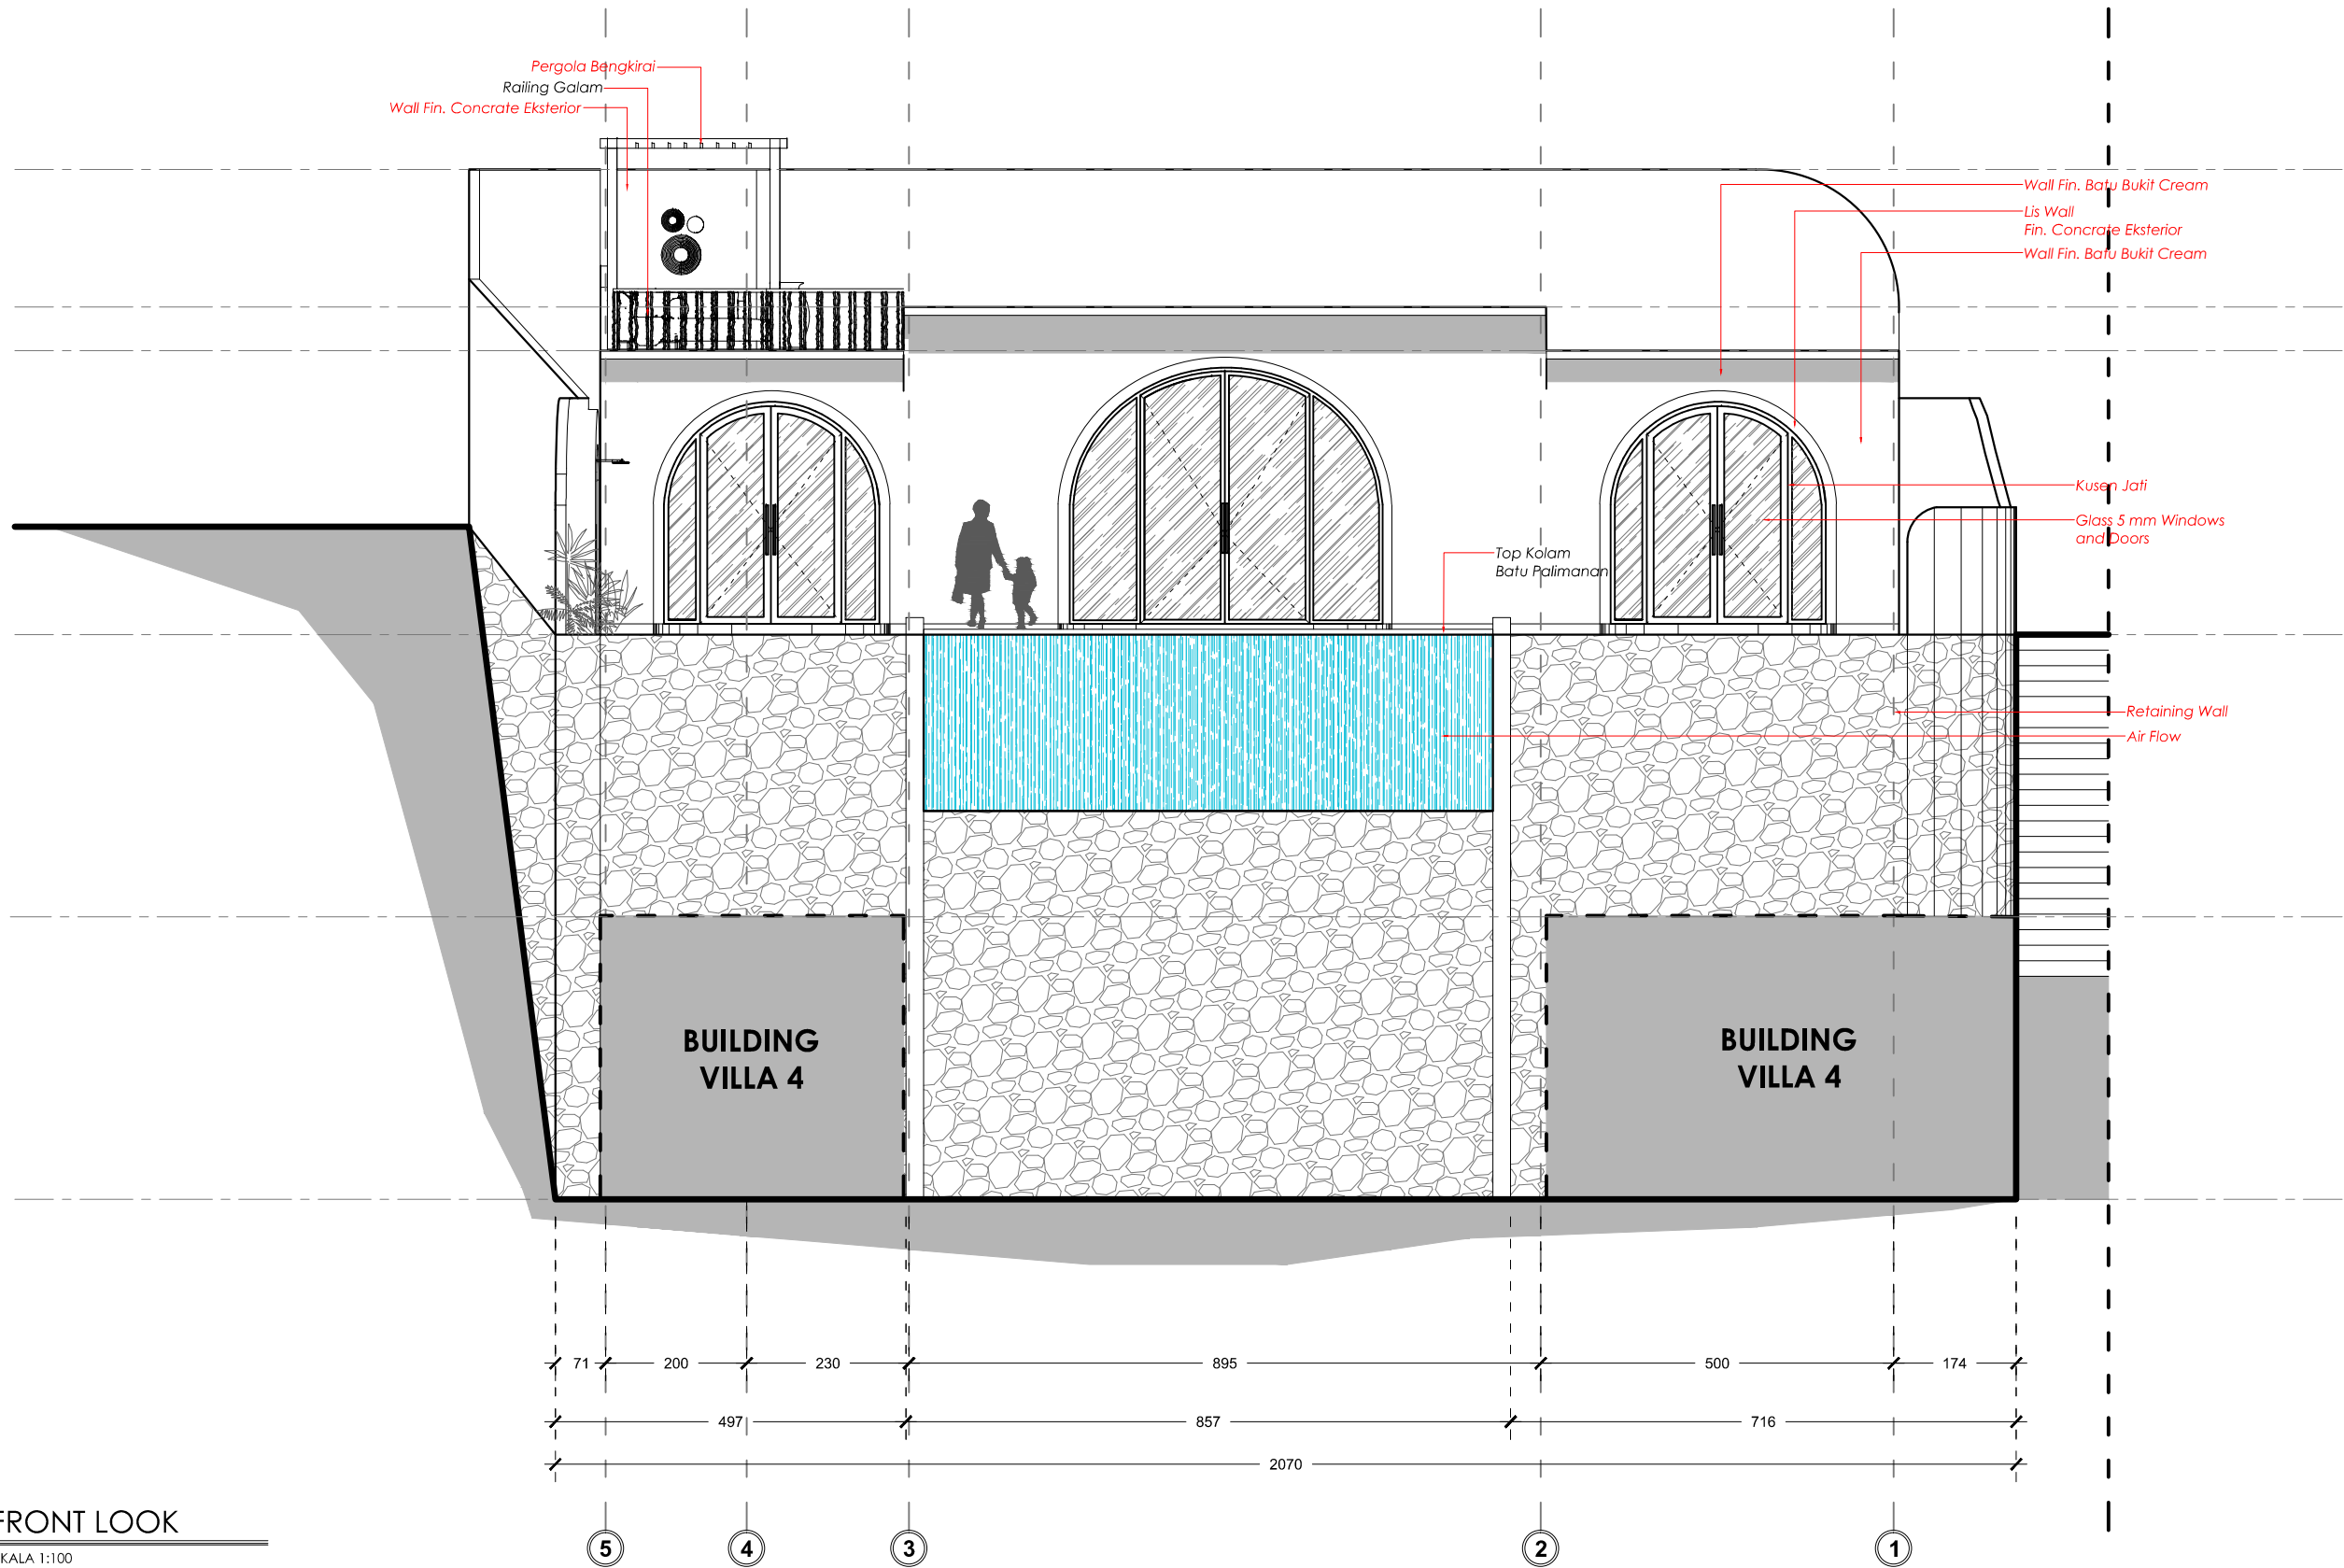 Pergola Bengkirai
Railing Galam
Wall Fin. Concrate Eksterior
Wall Fin. Batu Bukit Cream
Lis Wall
Fin. Concrate Eksterior
Wall Fin. Batu Bukit Cream
Kusen Jati
Glass 5 mm Windows
and Doors
Top Kolam
Batu Palimanan
Retaining Wall
Air Flow
BUILDING
VILLA 4
BUILDING
VILLA 4
71 200 230 895 500 174
497 857 716
2070
FRONT LOOK
KALA 1:100
5 4 3 2 1